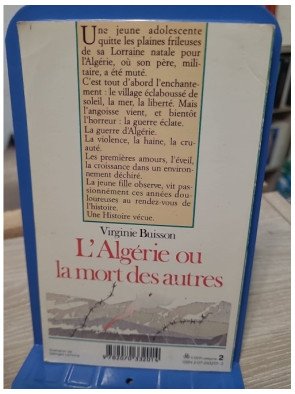 Une jeune adolescente
quitte les plaines frileuses
de sa Lorraine natale pour
l'Algérie, où son père, mili-
taire, a été muté.
C'est tout d'abord l'enchante-
ment : le village éclaboussé de
soleil, la mer, la liberté. Mais
l'angoisse vient, et bientôt
l'horreur : la guerre éclate.
La guerre d'Algérie.
La violence, la haine, la cru-
auté.
Les premières amours, l'éveil,
la croissance dans un environ-
nement déchiré.
La jeune fille observe, vit pas-
sionnément ces années dou-
loureuses au rendez-vous de
l'histoire.
Une Histoire vécue.
Virginie Buisson
L'Algérie ou
la mort des autres
2